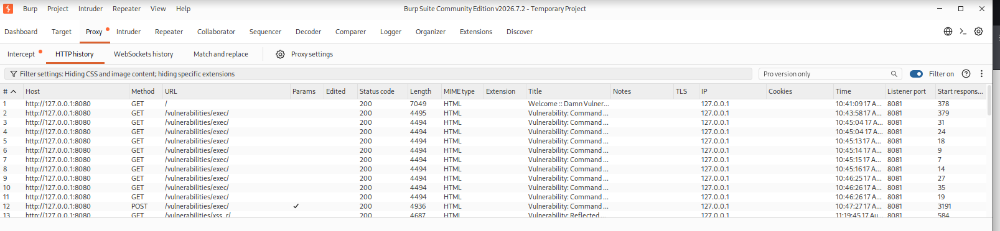 Burp Project Intruder Repeater View Help Burp Suite Community Edition v2026.7.2 - Temporary Project
Dashboard Target Proxy Intruder Repeater Collaborator Sequencer Decoder Comparer Logger Organizer Extensions Discover
Intercept HTTP history WebSockets history Match and replace Proxy settings
Filter settings: Hiding CSS and image content; hiding specific extensions Pro version only Filter on
# Host Method URL Params Edited Status code Length MIME type Extension Title Notes TLS IP Cookies Time Listener port Start respons...
1 http://127.0.0.1:8080 GET / 200 7049 HTML Welcome :: Damn Vulner... 127.0.0.1 10:41:09 17 A... 8081 378
2 http://127.0.0.1:8080 GET /vulnerabilities/exec/ 200 4495 HTML Vulnerability: Command ... 127.0.0.1 10:43:58 17 A... 8081 379
3 http://127.0.0.1:8080 GET /vulnerabilities/exec/ 200 4494 HTML Vulnerability: Command ... 127.0.0.1 10:45:04 17 A... 8081 31
4 http://127.0.0.1:8080 GET /vulnerabilities/exec/ 200 4494 HTML Vulnerability: Command ... 127.0.0.1 10:45:04 17 A... 8081 24
5 http://127.0.0.1:8080 GET /vulnerabilities/exec/ 200 4494 HTML Vulnerability: Command ... 127.0.0.1 10:45:13 17 A... 8081 18
6 http://127.0.0.1:8080 GET /vulnerabilities/exec/ 200 4494 HTML Vulnerability: Command ... 127.0.0.1 10:45:14 17 A... 8081 9
7 http://127.0.0.1:8080 GET /vulnerabilities/exec/ 200 4494 HTML Vulnerability: Command ... 127.0.0.1 10:45:15 17 A... 8081 7
8 http://127.0.0.1:8080 GET /vulnerabilities/exec/ 200 4494 HTML Vulnerability: Command ... 127.0.0.1 10:45:16 17 A... 8081 14
9 http://127.0.0.1:8080 GET /vulnerabilities/exec/ 200 4494 HTML Vulnerability: Command ... 127.0.0.1 10:46:25 17 A... 8081 27
10 http://127.0.0.1:8080 GET /vulnerabilities/exec/ 200 4494 HTML Vulnerability: Command ... 127.0.0.1 10:46:26 17 A... 8081 35
11 http://127.0.0.1:8080 GET /vulnerabilities/exec/ 200 4494 HTML Vulnerability: Command ... 127.0.0.1 10:46:26 17 A... 8081 19
12 http://127.0.0.1:8080 POST /vulnerabilities/exec/ ✓ 200 4936 HTML Vulnerability: Command ... 127.0.0.1 10:47:27 17 A... 8081 3191
13 http://127.0.0.1:8080 GET /vulnerabilities/xss_r/ 200 4687 HTML Vulnerability: Reflected ... 127.0.0.1 11:19:45 17 Au... 8081 584